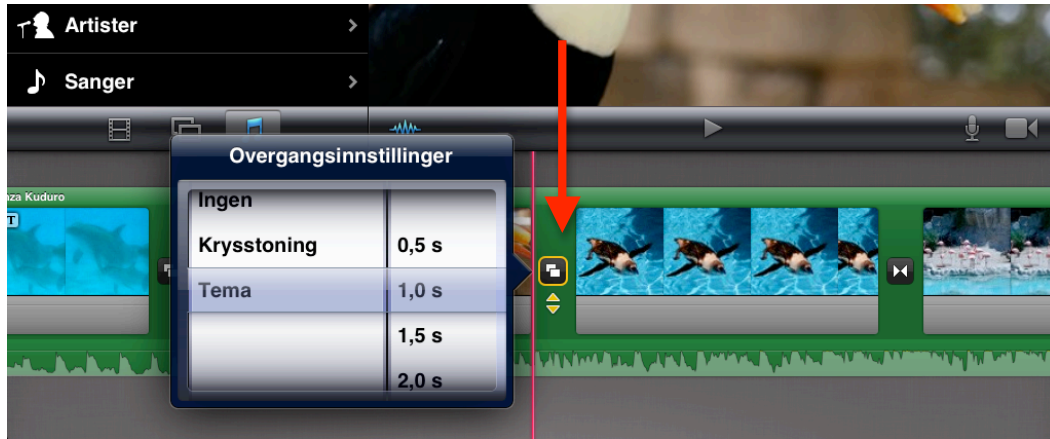 Artister
Sanger
Overgangsinnstillinger
nza Kuduro
T
Ingen
Krysstoning
0,5 s
Tema
1,0 s
1,5 s
2,0 s